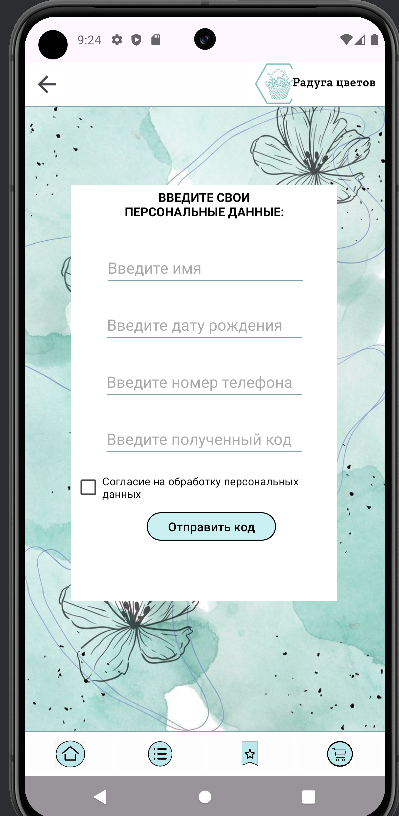 9:24
Радуга цветов
ВВЕДИТЕ СВОИ
ПЕРСОНАЛЬНЫЕ ДАННЫЕ:
Введите имя
Введите дату рождения
Введите номер телефона
Введите полученный код
Согласие на обработку персональных
данных
Отправить код